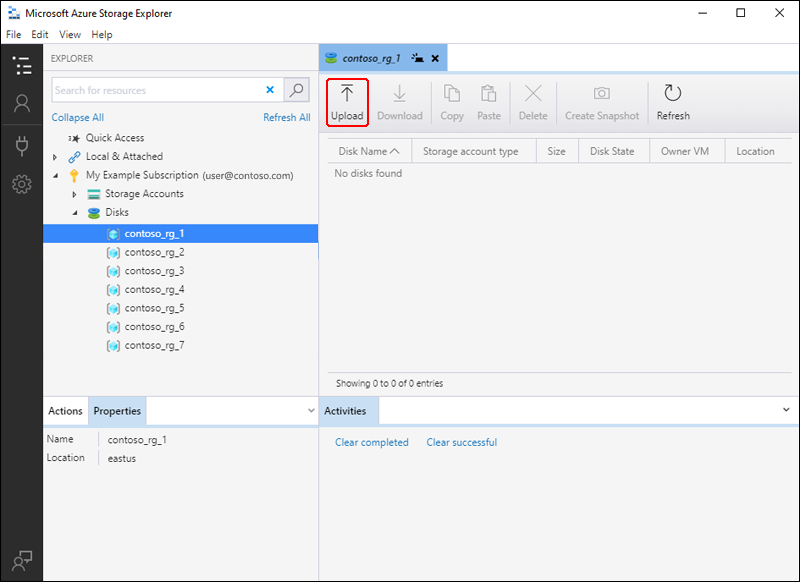 Microsoft Azure Storage Explorer
File Edit View Help
EXPLORER
Search for resources
Collapse All Refresh All
Quick Access
Local & Attached
My Example Subscription (user@contoso.com)
Storage Accounts
Disks
contoso_rg_1
contoso_rg_2
contoso_rg_3
contoso_rg_4
contoso_rg_5
contoso_rg_6
contoso_rg_7
Actions Properties
Name contoso_rg_1
Location eastus
contoso_rg_1
Upload Download Copy Paste Delete Create Snapshot Refresh
Disk Name Storage account type Size Disk State Owner VM Location
No disks found
Showing 0 to 0 of 0 entries
Activities
Clear completed Clear successful